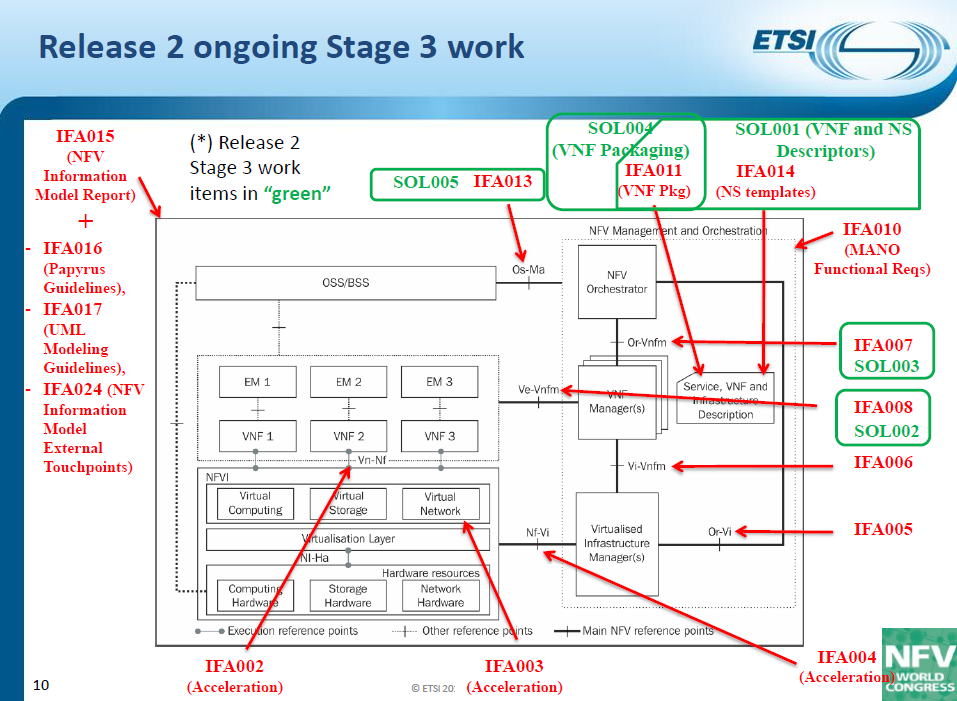 Release 2 ongoing Stage 3 work
ETSI
IFA015
(NFV
Information
Model Report)
+
- IFA016
(Papyrus
Guidelines),
- IFA017
(UML
Modeling
Guidelines),
- IFA024 (NFV
Information
Model
External
Touchpoints)
(*) Release 2
Stage 3 work
items in “green”
SOL005 IFA013
SOL004
(VNF Packaging)
IFA011
(VNF Pkg)
SOL001 (VNF and NS
Descriptors)
IFA014
(NS templates)
IFA010
(MANO
Functional Reqs)
IFA007
SOL003
IFA008
SOL002
IFA006
IFA005
NFV Management and Orchestration
Os-Ma
OSS/BSS
NFV
Orchestrator
Or-Vnfm
EM 1
EM 2
EM 3
Ve-Vnfm
VNF
Manager(s)
Service, VNF and
Infrastructure
Description
VNF 1
VNF 2
VNF 3
Vn-Nf
Vi-Vnfm
NFVI
Virtual
Computing
Virtual
Storage
Virtual
Network
Virtualisation Layer
Nf-Vi
Virtualised
Infrastructure
Manager(s)
Or-Vi
NI-Ha
Hardware resources
Computing
Hardware
Storage
Hardware
Network
Hardware
Execution reference points
Other reference points
Main NFV reference points
IFA002
(Acceleration)
IFA003
(Acceleration)
IFA004
(Acceleration)
10
© ETSI 20
NFV
WORLD
CONGRESS